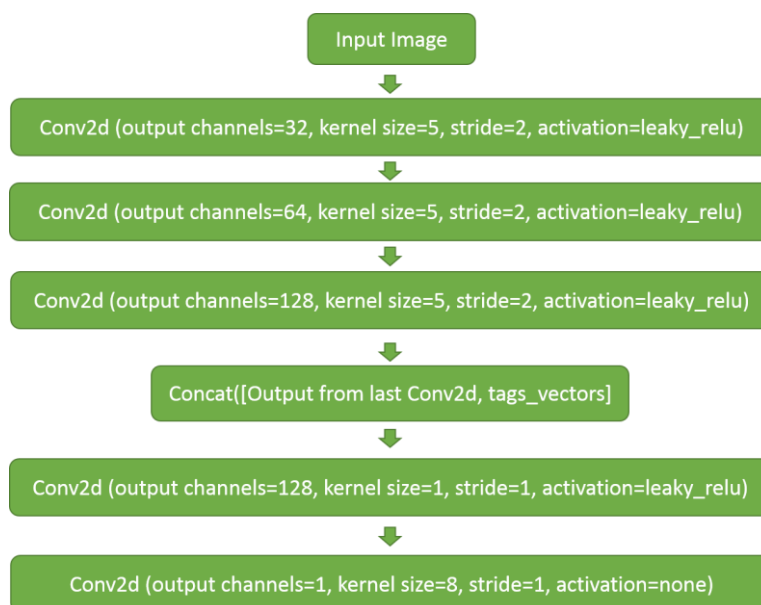 Input Image
Conv2d (output channels=32, kernel size=5, stride=2, activation=leaky_relu)
Conv2d (output channels=64, kernel size=5, stride=2, activation=leaky_relu)
Conv2d (output channels=128, kernel size=5, stride=2, activation=leaky_relu)
Concat([Output from last Conv2d, tags_vectors]
Conv2d (output channels=128, kernel size=1, stride=1, activation=leaky_relu)
Conv2d (output channels=1, kernel size=8, stride=1, activation=none)